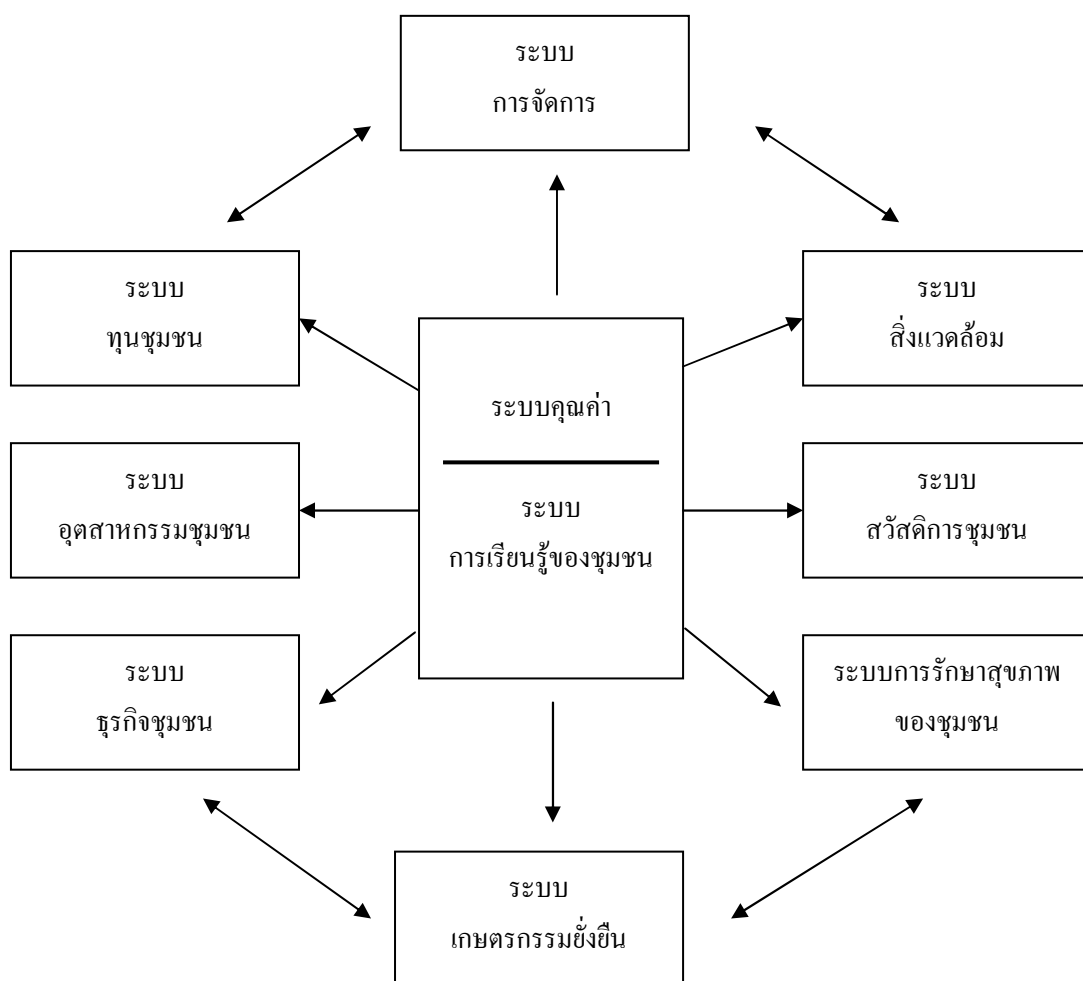 ระบบ
การจัดการ
ระบบ
ทุนชุมชน
ระบบ
สิ่งแวดล้อม
ระบบคุณค่า
ระบบ
การเรียนรู้ของชุมชน
ระบบ
อุตสาหกรรมชุมชน
ระบบ
สวัสดิการชุมชน
ระบบ
ธุรกิจชุมชน
ระบบการรักษาสุขภาพ
ของชุมชน
ระบบ
เกษตรกรรมยั่งยืน